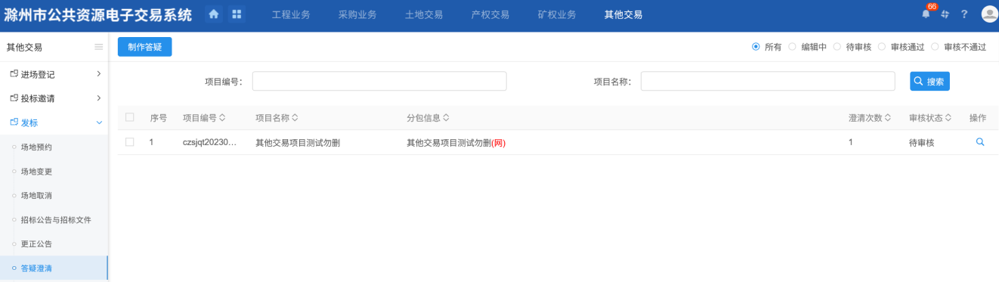 滁州市公共资源电子交易系统 工程业务 采购业务 土地交易 产权交易 矿权业务 其他交易 66 ?
其他交易
制作答疑 所有 编辑中 待审核 审核通过 审核不通过
进场登记
投标邀请
发标
场地预约
场地变更
场地取消
招标公告与招标文件
更正公告
答疑澄清
项目编号： 项目名称： 搜索
序号 项目编号 项目名称 分包信息 澄清次数 审核状态 操作
1 czsjqt20230... 其他交易项目测试勿删 其他交易项目测试勿删(网) 1 待审核